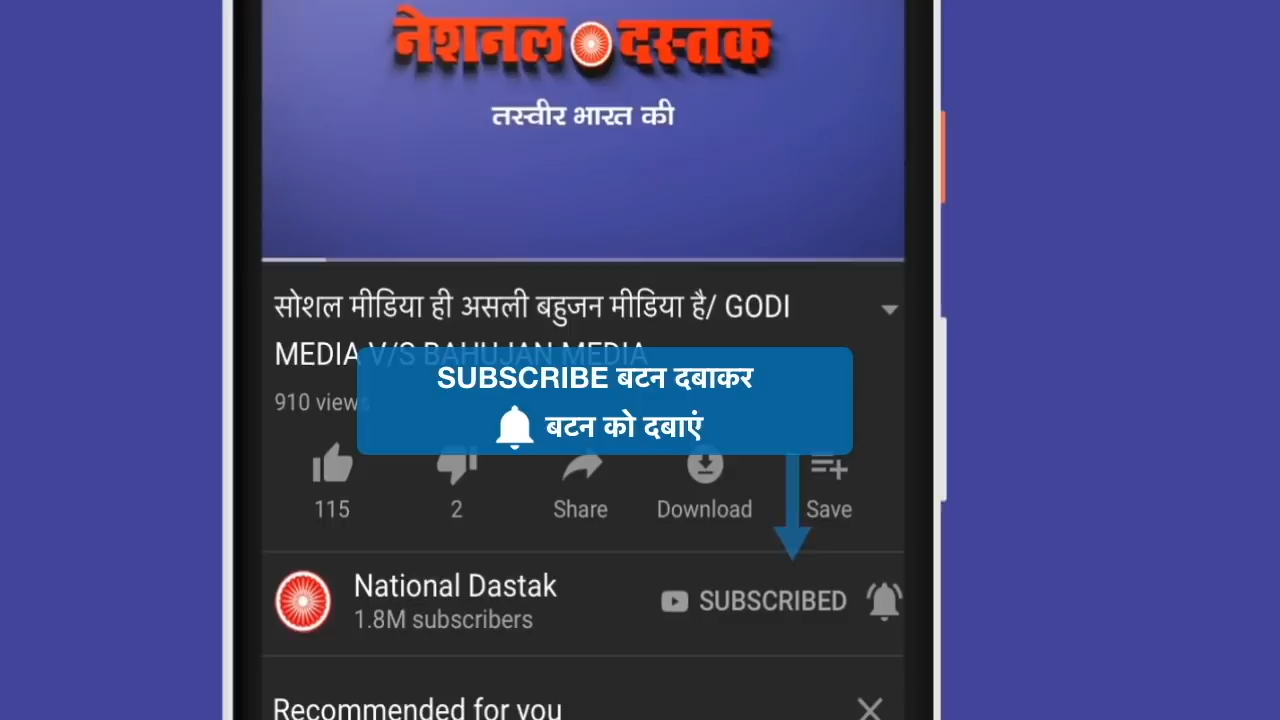 नेशनल दस्तक
तस्वीर भारत की
सोशल मीडिया ही असली बहुजन मीडिया है/ GODI
MEDIA V/S BAHUJAN MEDIA
910 views
SUBSCRIBE बटन दबाकर
बटन को दबाएं
115
2
Share
Download
Save
National Dastak
1.8M subscribers
SUBSCRIBED
Recommended for you